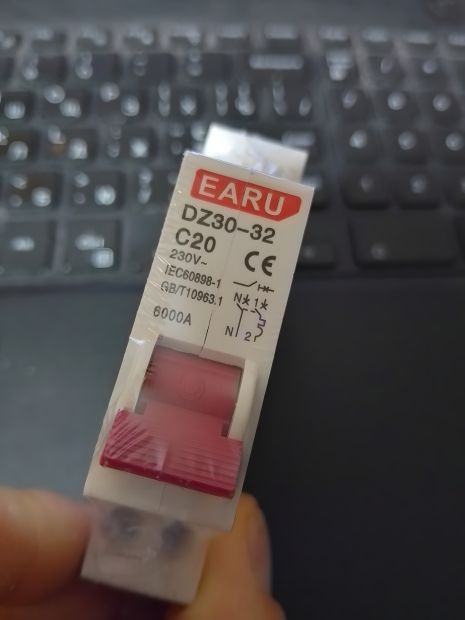 EARU
DZ30-32
C20
230V~
CE
IEC60898-1
GB/T10963.1
N 1
6000A
N 2